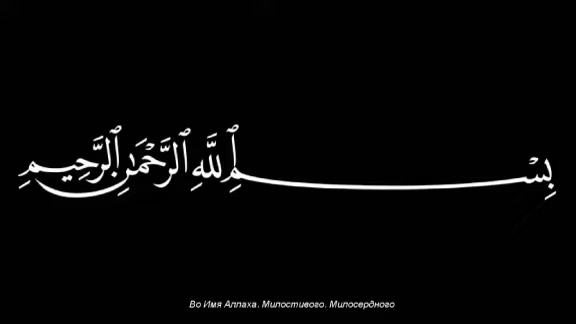 بِسْمِ ٱللَّهِ ٱلرَّحْمَٰنِ ٱلرَّحِيمِ
Во Имя Аллаха. Милостивого. Милосердного